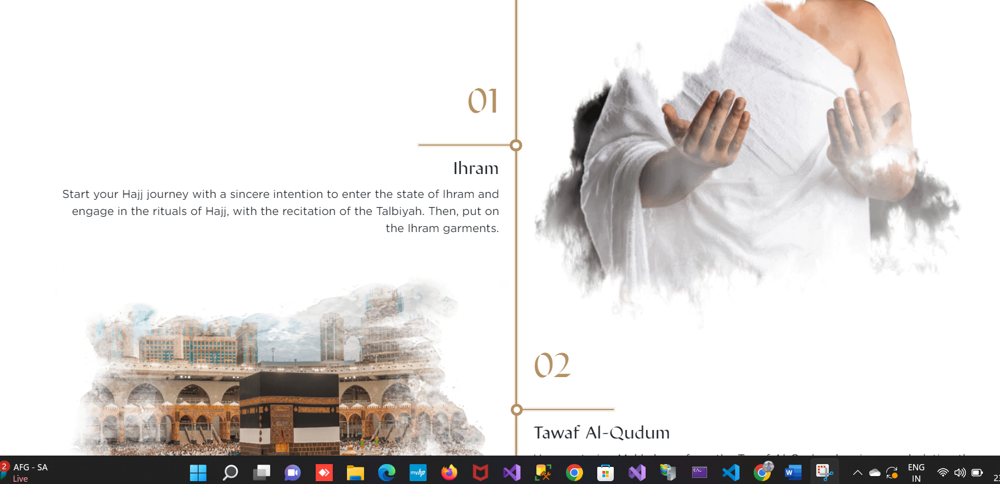 01
Ihram
Start your Hajj journey with a sincere intention to enter the state of Ihram and
engage in the rituals of Hajj, with the recitation of the Talbiyah. Then, put on
the Ihram garments.
02
Tawaf Al-Qudum
2
AFG - SA
Live
myhp
C:\_
ENG
IN